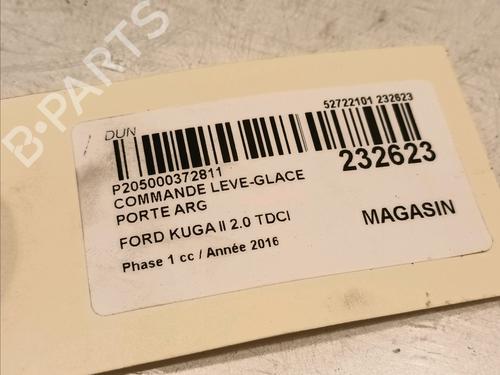 B-PARTS
DUN
52722101 232623
P205000372811
COMMANDE LEVE-GLACE
PORTE ARG
232623
FORD KUGA II 2.0 TDCI
MAGASIN
Phase 1 cc / Année 2016